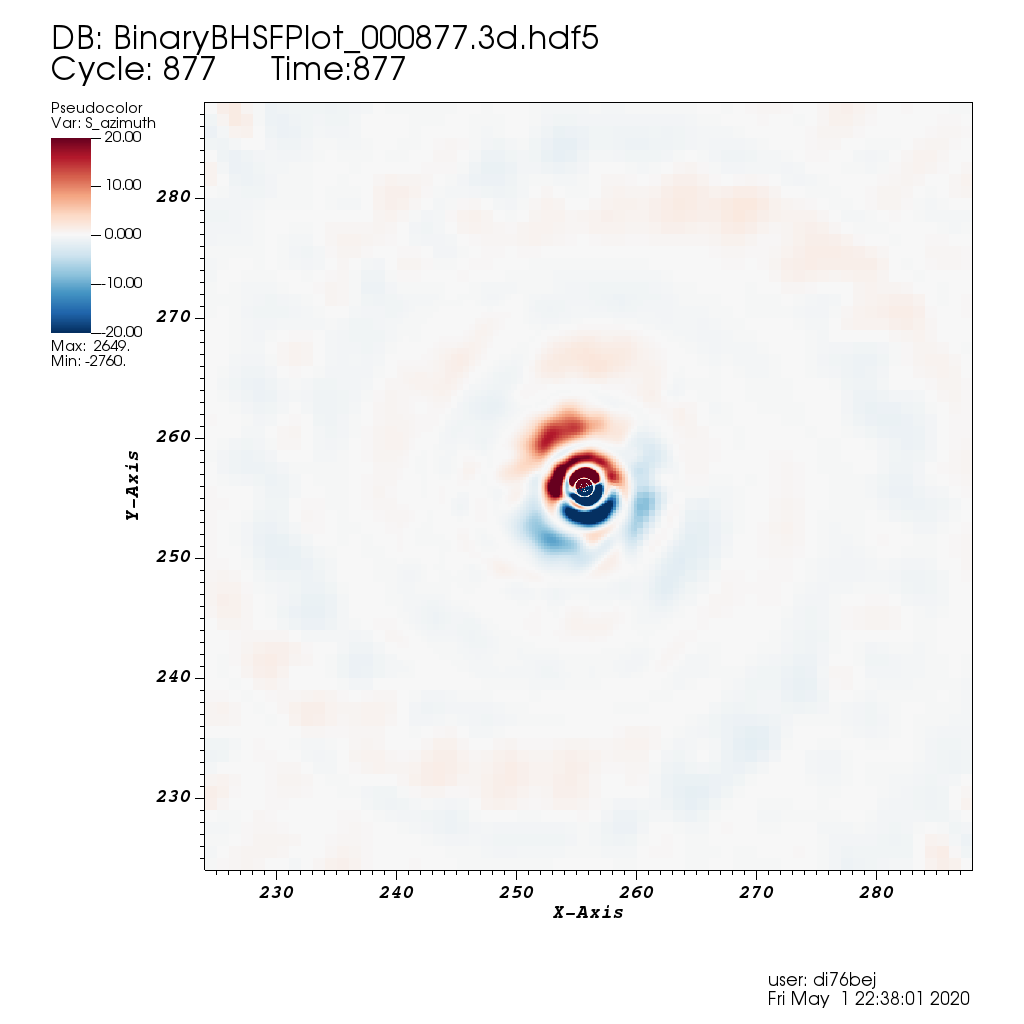 DB: BinaryBHSFPlot_000877.3d.hdf5
Cycle: 877 Time:877
Pseudocolor
Var: S_azimuth
20.00
10.00
0.000
-10.00
-20.00
Max: 2649.
Min: -2760.
280
270
260
250
240
230
Y-Axis
230 240 250 260 270 280
X-Axis
user: di76bej
Fri May 1 22:38:01 2020